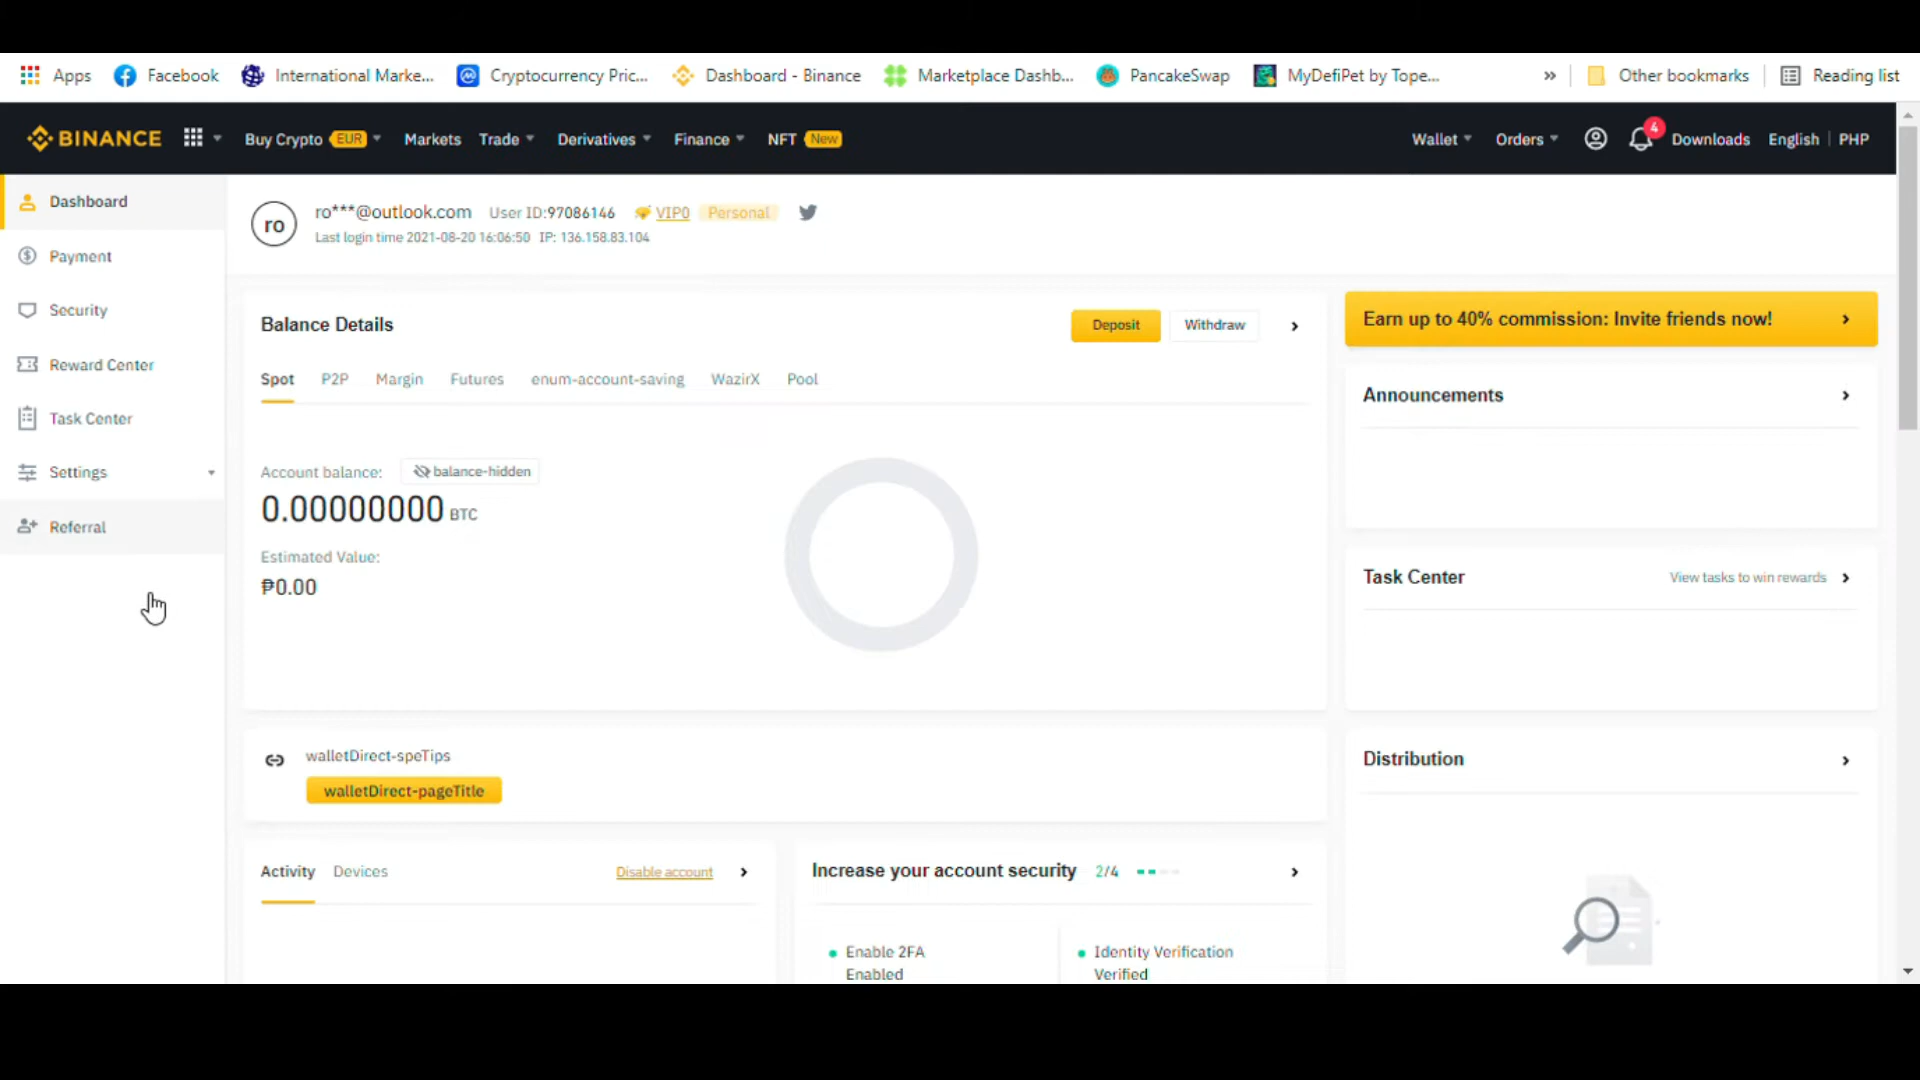 Apps Facebook International Marke... Cryptocurrency Pric... Dashboard - Binance Marketplace Dashb... PancakeSwap MyDefiPet by Tope... » Other bookmarks Reading list
BINANCE Buy Crypto EUR Markets Trade Derivatives Finance NFT New Wallet Orders 4 Downloads English | PHP
Dashboard
Payment
Security
Reward Center
Task Center
Settings
Referral
ro
ro***@outlook.com User ID:97086146 VIP0 Personal
Last login time 2021-08-20 16:06:50 IP: 136.158.83.104
Balance Details Deposit Withdraw
Spot P2P Margin Futures enum-account-saving WazirX Pool
Account balance: balance-hidden
0.00000000 BTC
Estimated Value:
₱0.00
walletDirect-speTips
walletDirect-pageTitle
Activity Devices Disable account
Increase your account security 2/4
Enable 2FA
Enabled
Identity Verification
Verified
Earn up to 40% commission: Invite friends now!
Announcements
Task Center View tasks to win rewards
Distribution